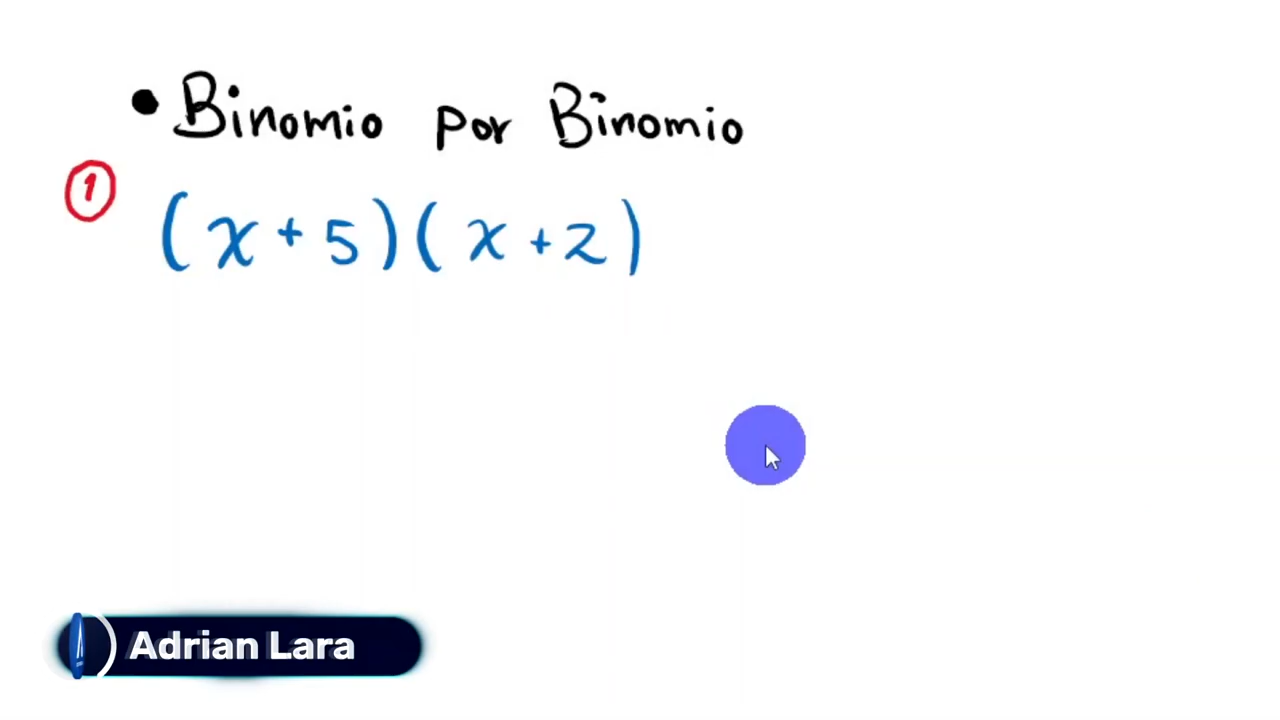 • Binomio por Binomio
1
(x + 5)(x + 2)
Adrian Lara